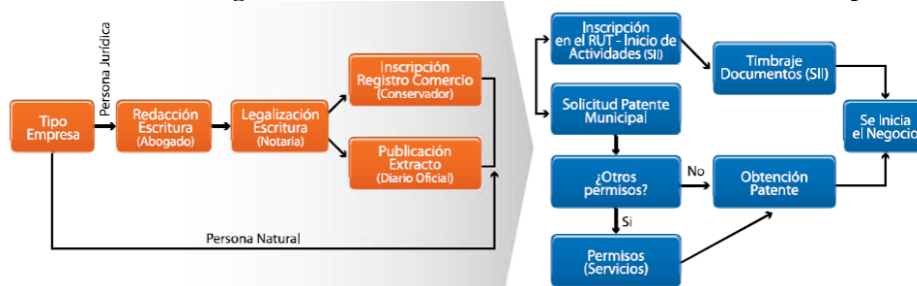 Persona Jurídica
Tipo
Empresa
Redacción
Escritura
(Abogado)
Legalización
Escritura
(Notaria)
Inscripción
Registro Comercio
(Conservador)
Publicación
Extracto
(Diario Oficial)
Persona Natural
Inscripción
en el RUT - Inicio de
Actividades (SII)
Timbraje
Documentos (SII)
Solicitud Patente
Municipal
Se Inicia
el Negocio
¿Otros
permisos?
No
Obtención
Patente
Si
Permisos
(Servicios)